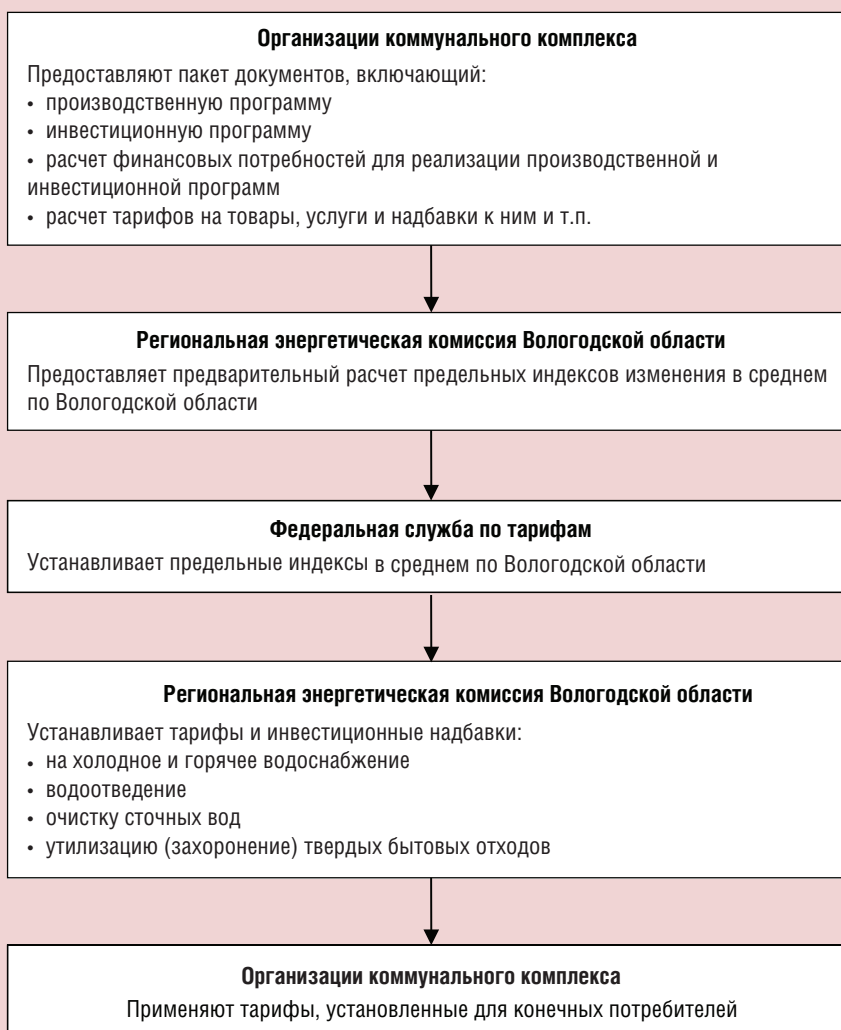 Организации коммунального комплекса
Предоставляют пакет документов, включающий:
• производственную программу
• инвестиционную программу
• расчет финансовых потребностей для реализации производственной и
инвестиционной программ
• расчет тарифов на товары, услуги и надбавки к ним и т.п.
Региональная энергетическая комиссия Вологодской области
Предоставляет предварительный расчет предельных индексов изменения в среднем
по Вологодской области
Федеральная служба по тарифам
Устанавливает предельные индексы в среднем по Вологодской области
Региональная энергетическая комиссия Вологодской области
Устанавливает тарифы и инвестиционные надбавки:
• на холодное и горячее водоснабжение
• водоотведение
• очистку сточных вод
• утилизацию (захоронение) твердых бытовых отходов
Организации коммунального комплекса
Применяют тарифы, установленные для конечных потребителей